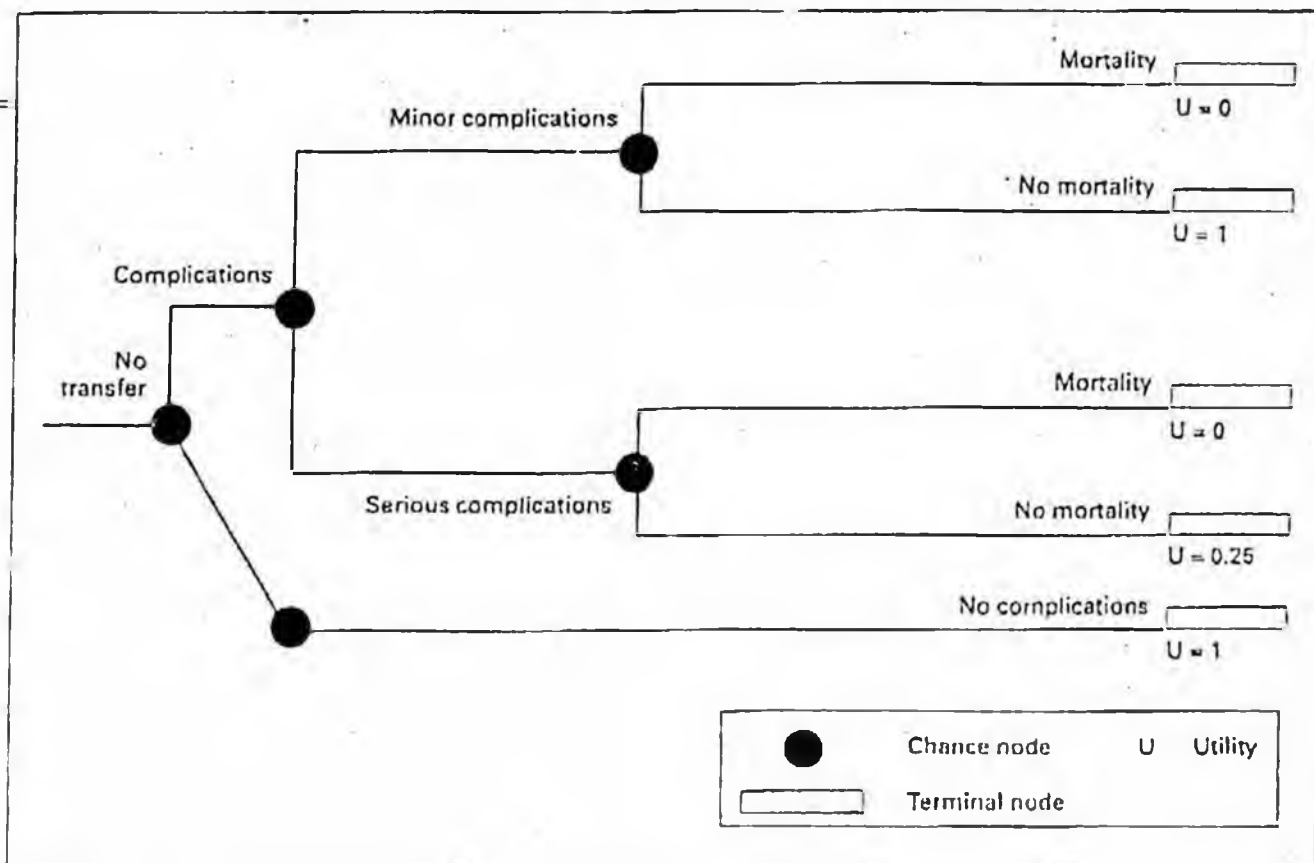 Mortality
U = 0
Minor complications
No mortality
U = 1
Complications
No
transfer
Mortality
U = 0
Serious complications
No mortality
U = 0.25
No complications
U = 1
Chance node U Utility
Terminal node